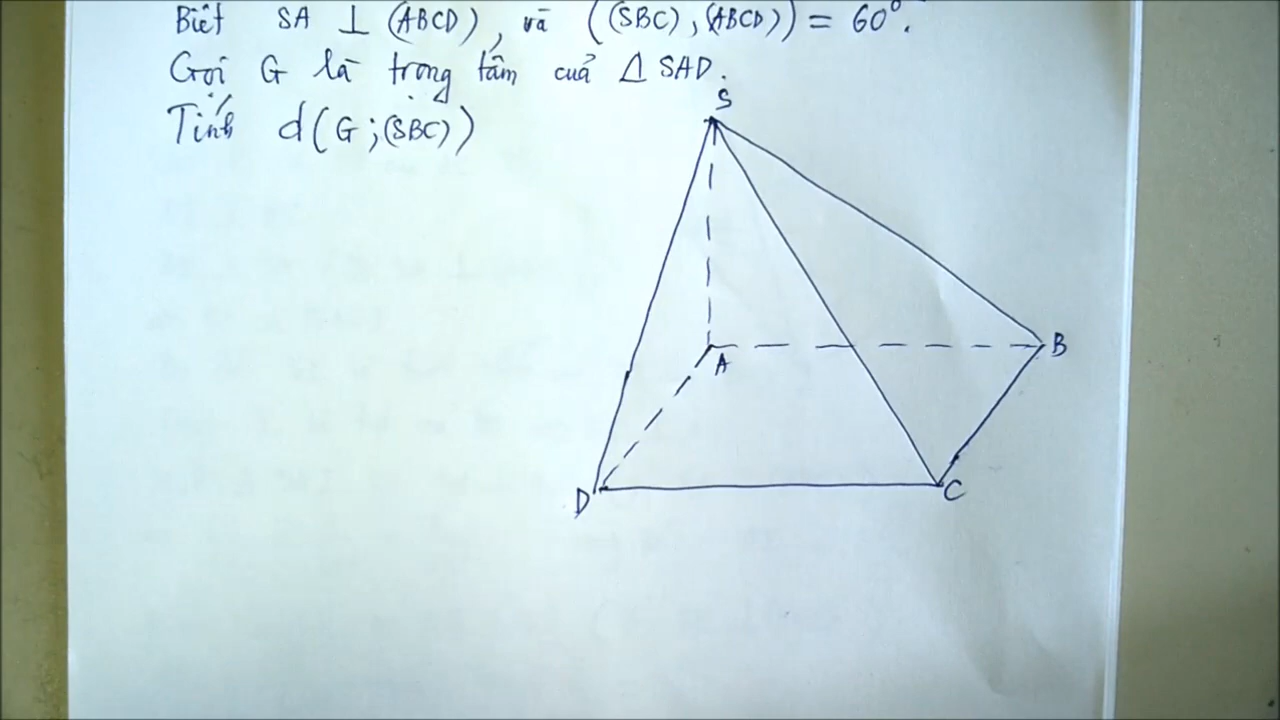 Biết SA ⊥ (ABCD), và ((SBC), (ABCD)) = 60°.
Gọi G là trọng tâm của △ SAD.
Tính d(G; (SBC))
S
A
B
D
C